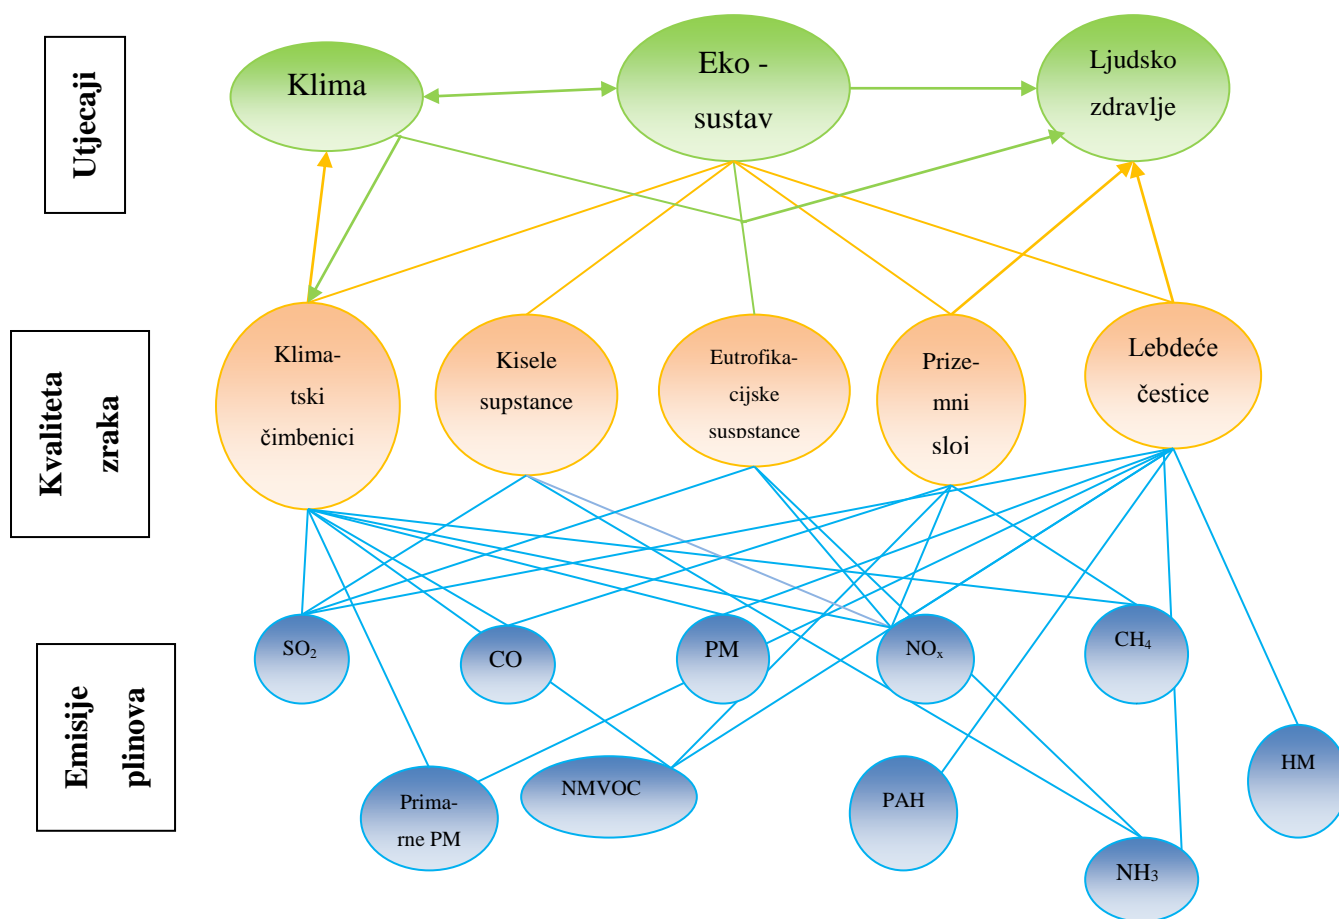 Utjecaji
Klima
Eko -
sustav
Ljudsko
zdravlje
Kvaliteta
zraka
Klima-
tski
čimbenici
Kisele
supstance
Eutrofika-
cijske
suspstance
Prize-
mni
sloj
Lebdeće
čestice
Emisije
plinova
SO₂
CO
PM
NOₓ
CH₄
Prima-
rne PM
NMVOC
PAH
HM
NH₃